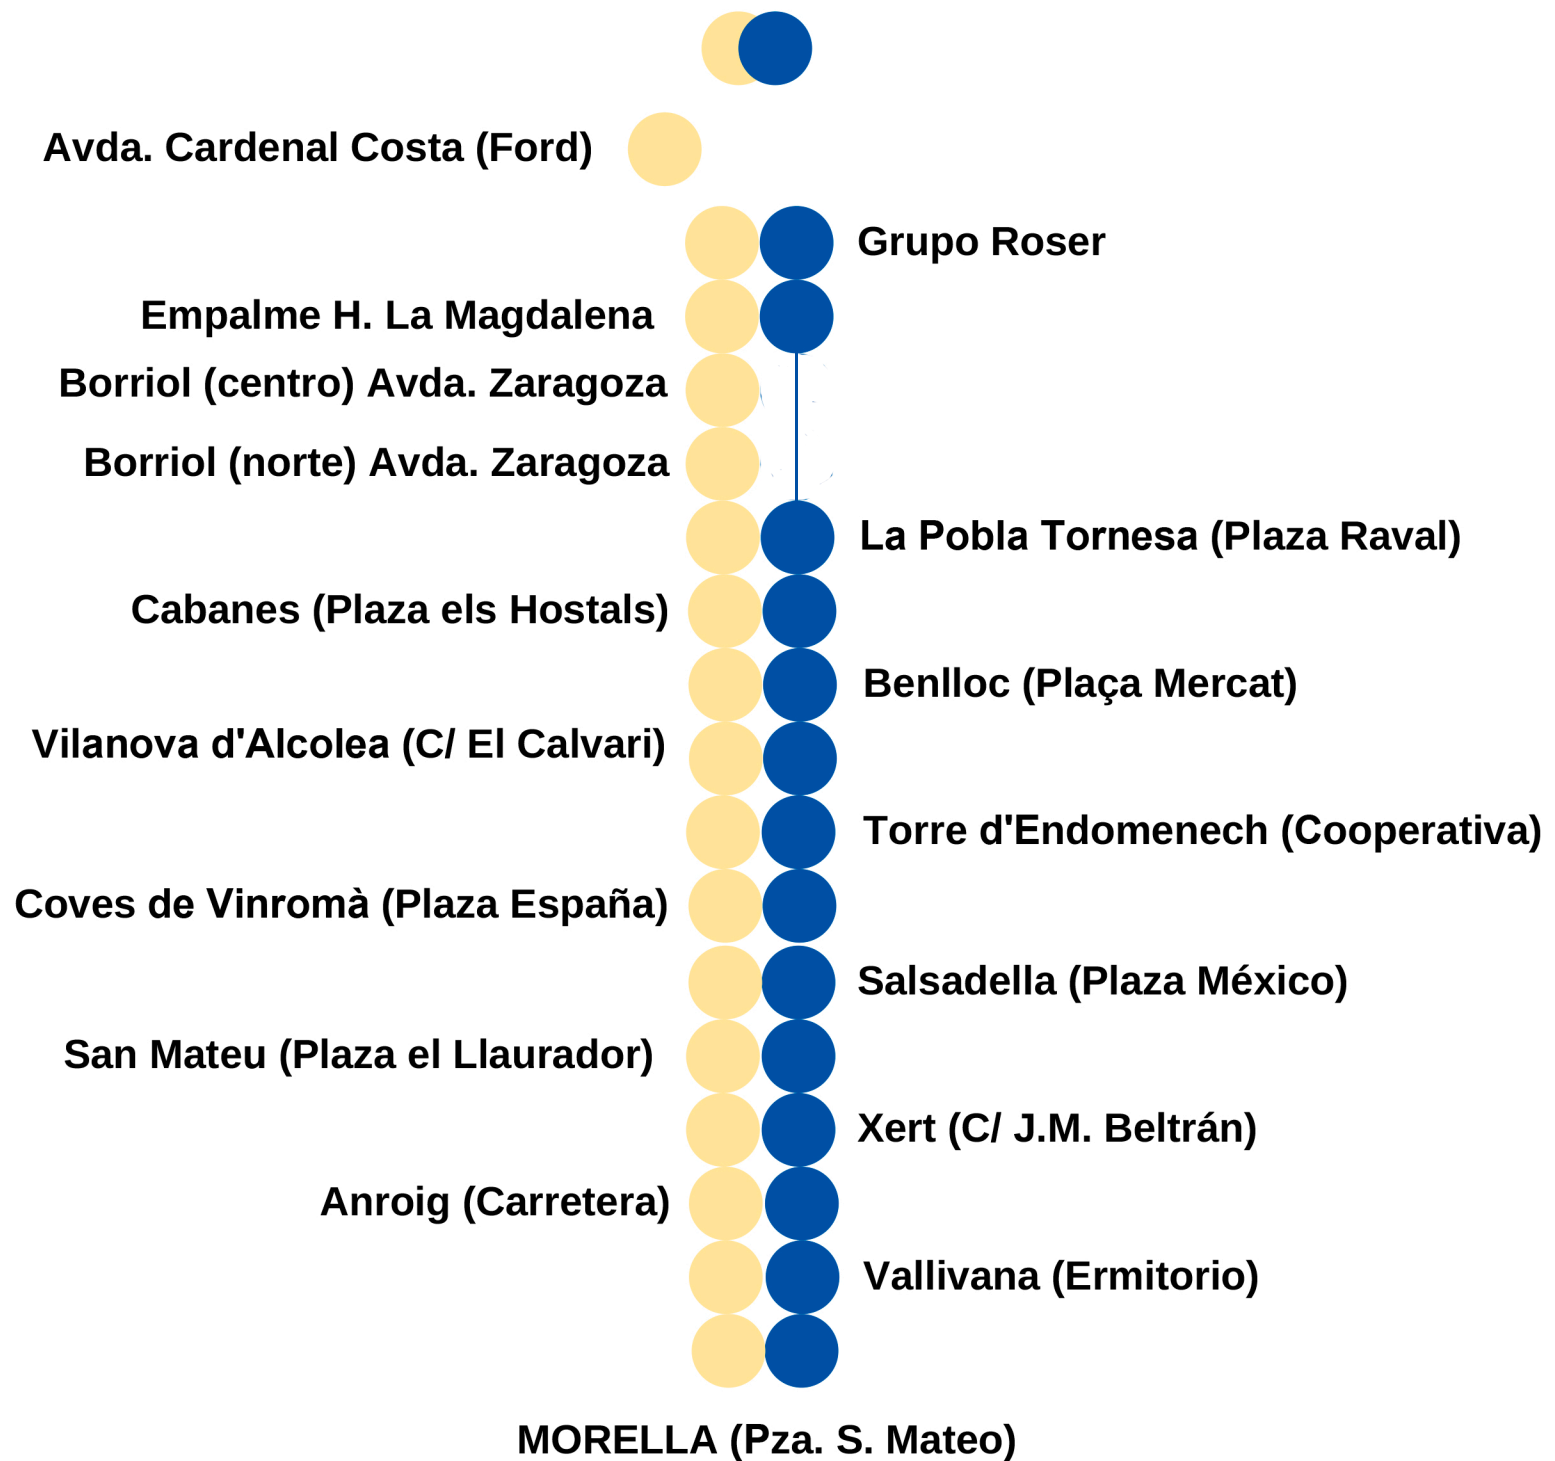 Avda. Cardenal Costa (Ford)
Grupo Roser
Empalme H. La Magdalena
Borriol (centro) Avda. Zaragoza
Borriol (norte) Avda. Zaragoza
La Pobla Tornesa (Plaza Raval)
Cabanes (Plaza els Hostals)
Benlloc (Plaça Mercat)
Vilanova d'Alcolea (C/ El Calvari)
Torre d'Endomenech (Cooperativa)
Coves de Vinromà (Plaza España)
Salsadella (Plaza México)
San Mateu (Plaza el Llaurador)
Xert (C/ J.M. Beltrán)
Anroig (Carretera)
Vallivana (Ermitorio)
MORELLA (Pza. S. Mateo)